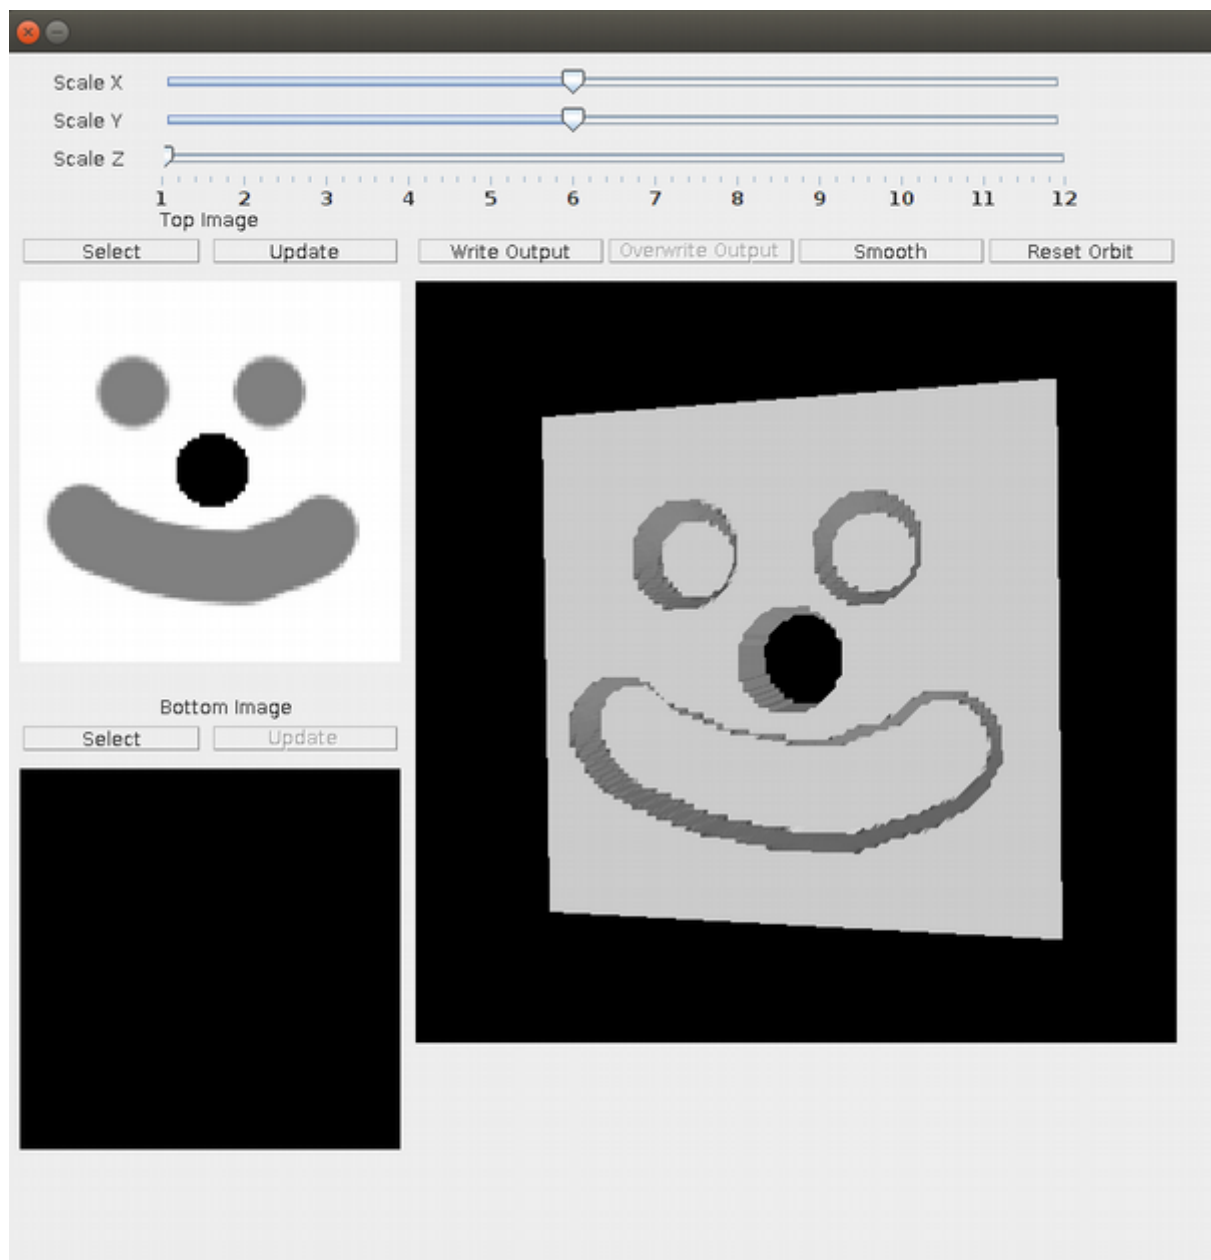 Scale X
Scale Y
Scale Z
1 2 3 4 5 6 7 8 9 10 11 12
Top Image
Select Update Write Output Overwrite Output Smooth Reset Orbit
Bottom Image
Select Update